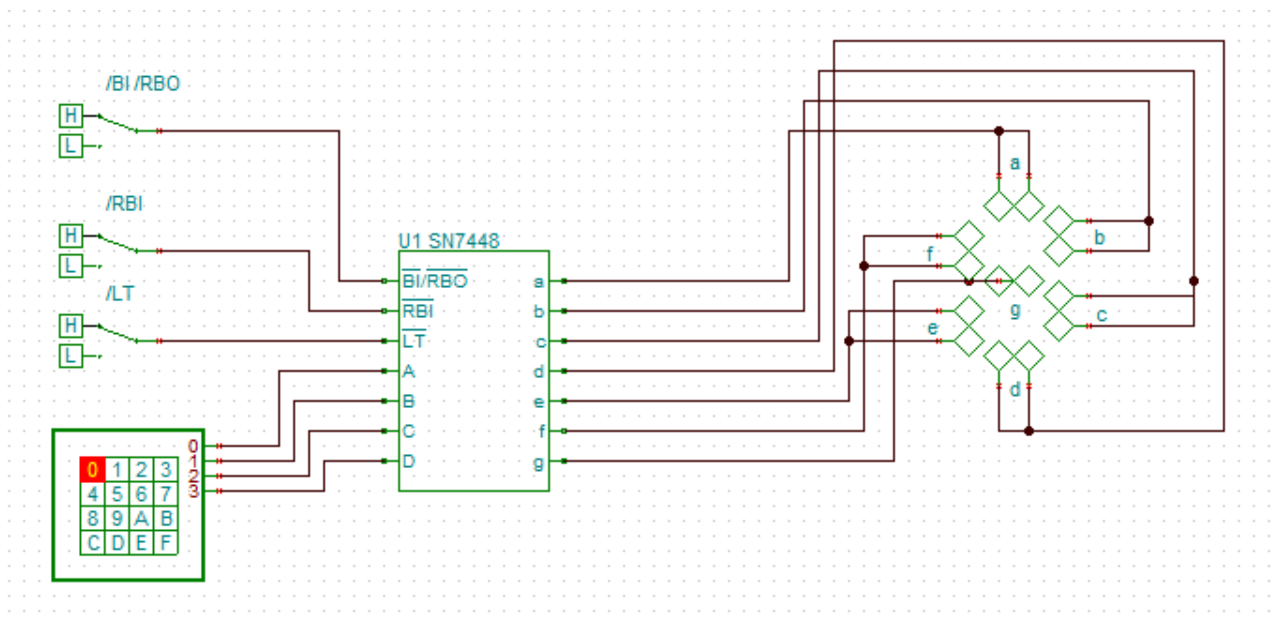 /BI /RBO
H
L
/RBI
H
L
/LT
H
L
U1 SN7448
BI/RBO
RBI
LT
A
B
C
D
a
b
c
d
e
f
g
0
1
2
3
0 1 2 3
4 5 6 7
8 9 A B
C D E F
a
b
f
g
c
e
d